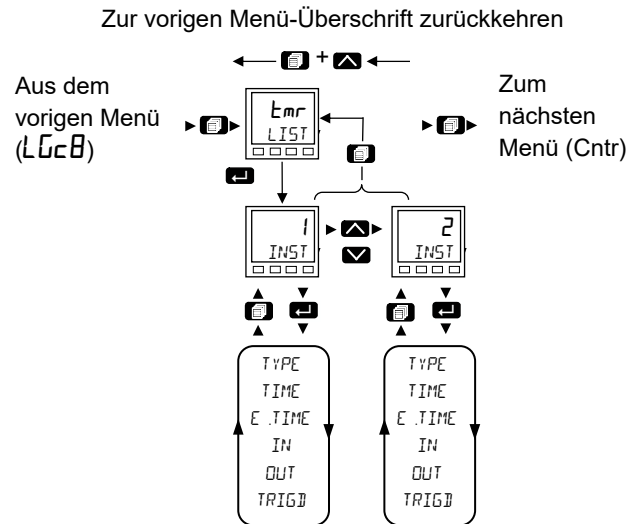 Zur vorigen Menü-Überschrift zurückkehren
+
Aus dem
vorigen Menü
(LGc8)
tmr
LIST
Zum
nächsten
Menü (Cntr)
1
INST
2
INST
TYPE
TIME
E.TIME
IN
OUT
TRIGD
TYPE
TIME
E.TIME
IN
OUT
TRIGD